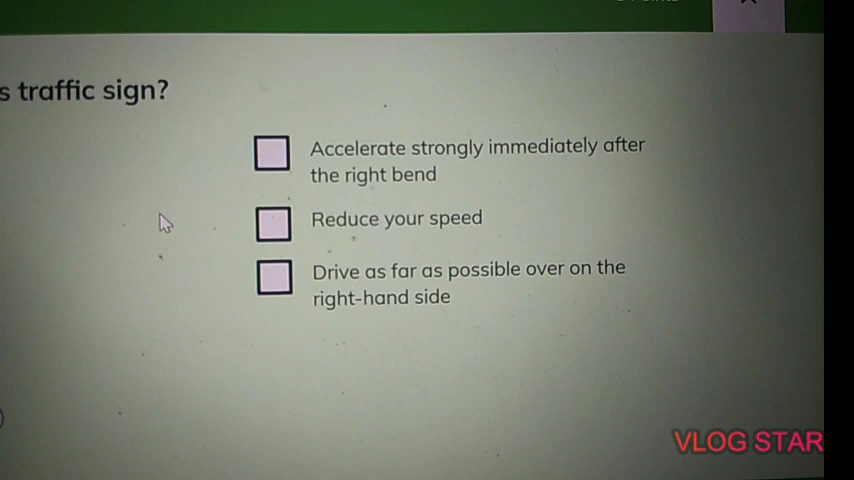 s traffic sign?
Accelerate strongly immediately after
the right bend
Reduce your speed
Drive as far as possible over on the
right-hand side
VLOG STAR